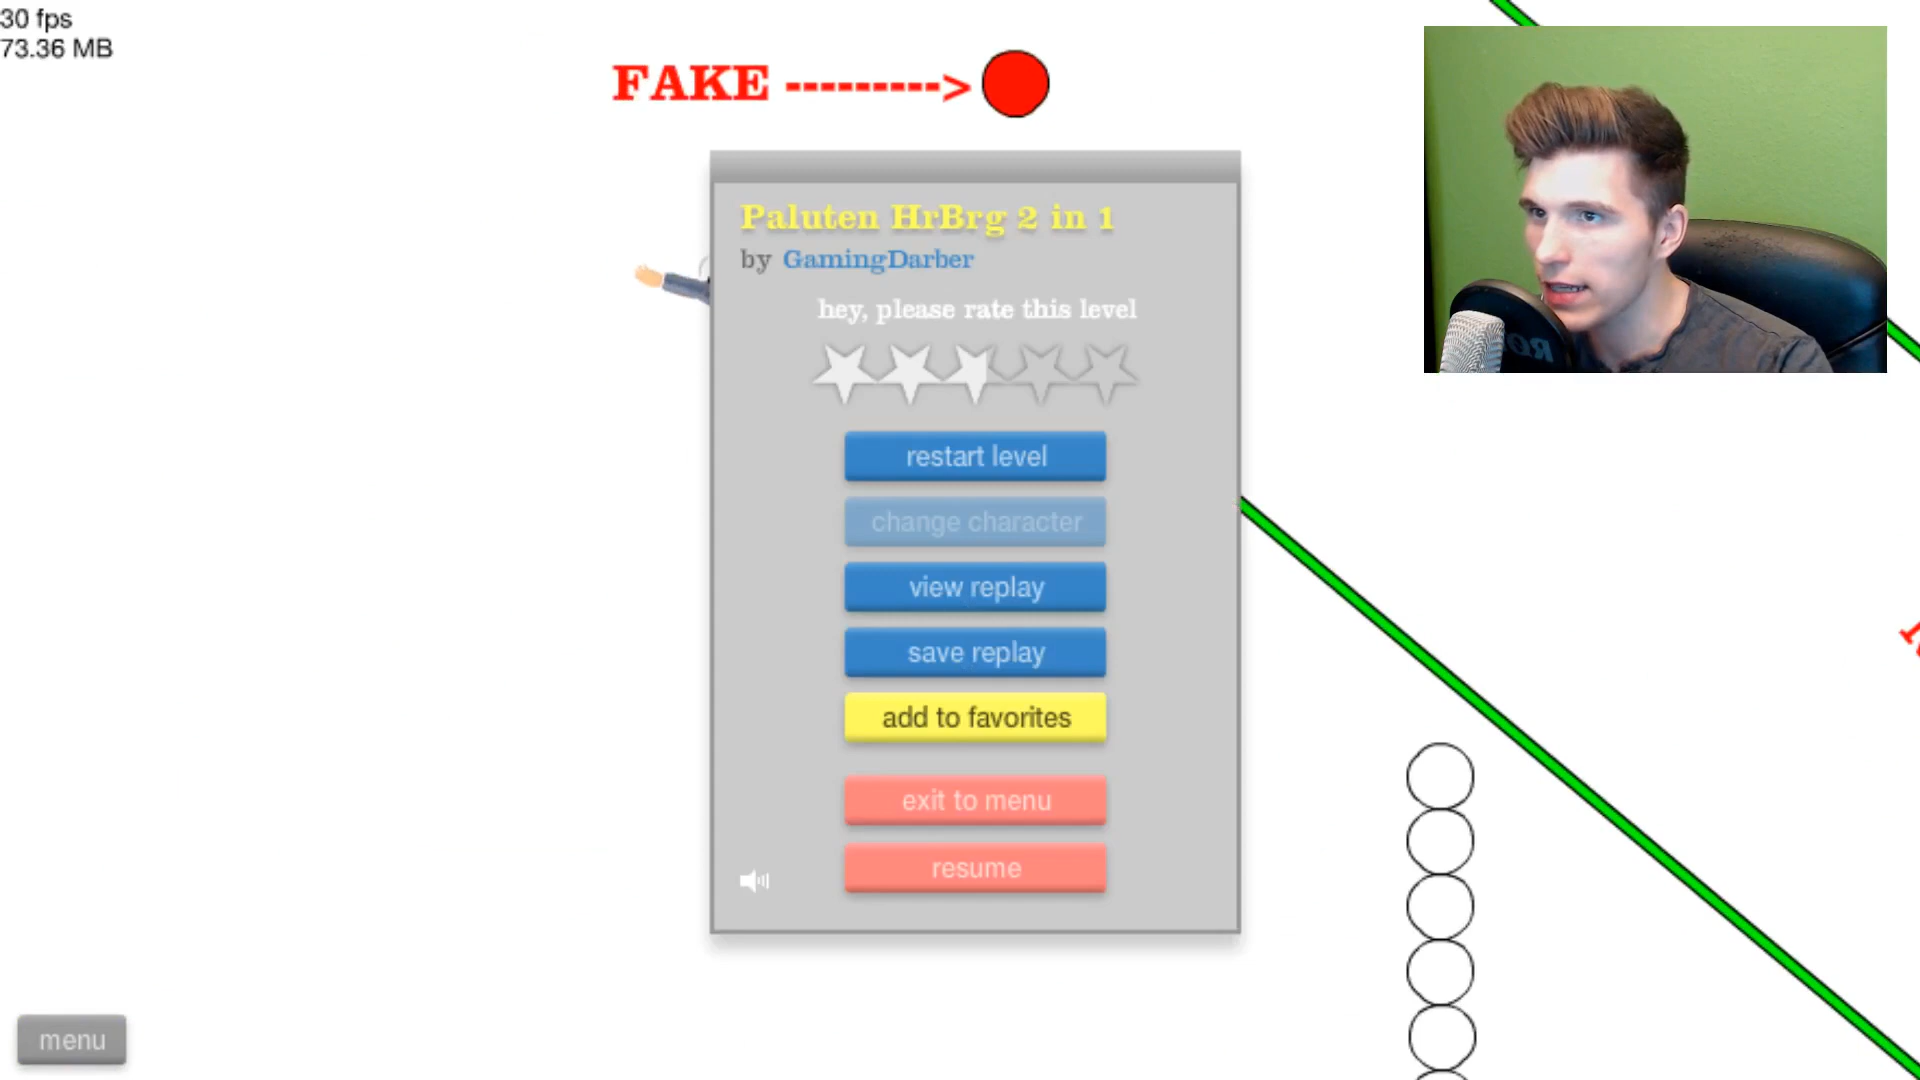 30 fps
73.36 MB
FAKE --------->
Paluten HrBrg 2 in 1
by GamingDarber
hey, please rate this level
restart level
change character
view replay
save replay
add to favorites
exit to menu
resume
menu